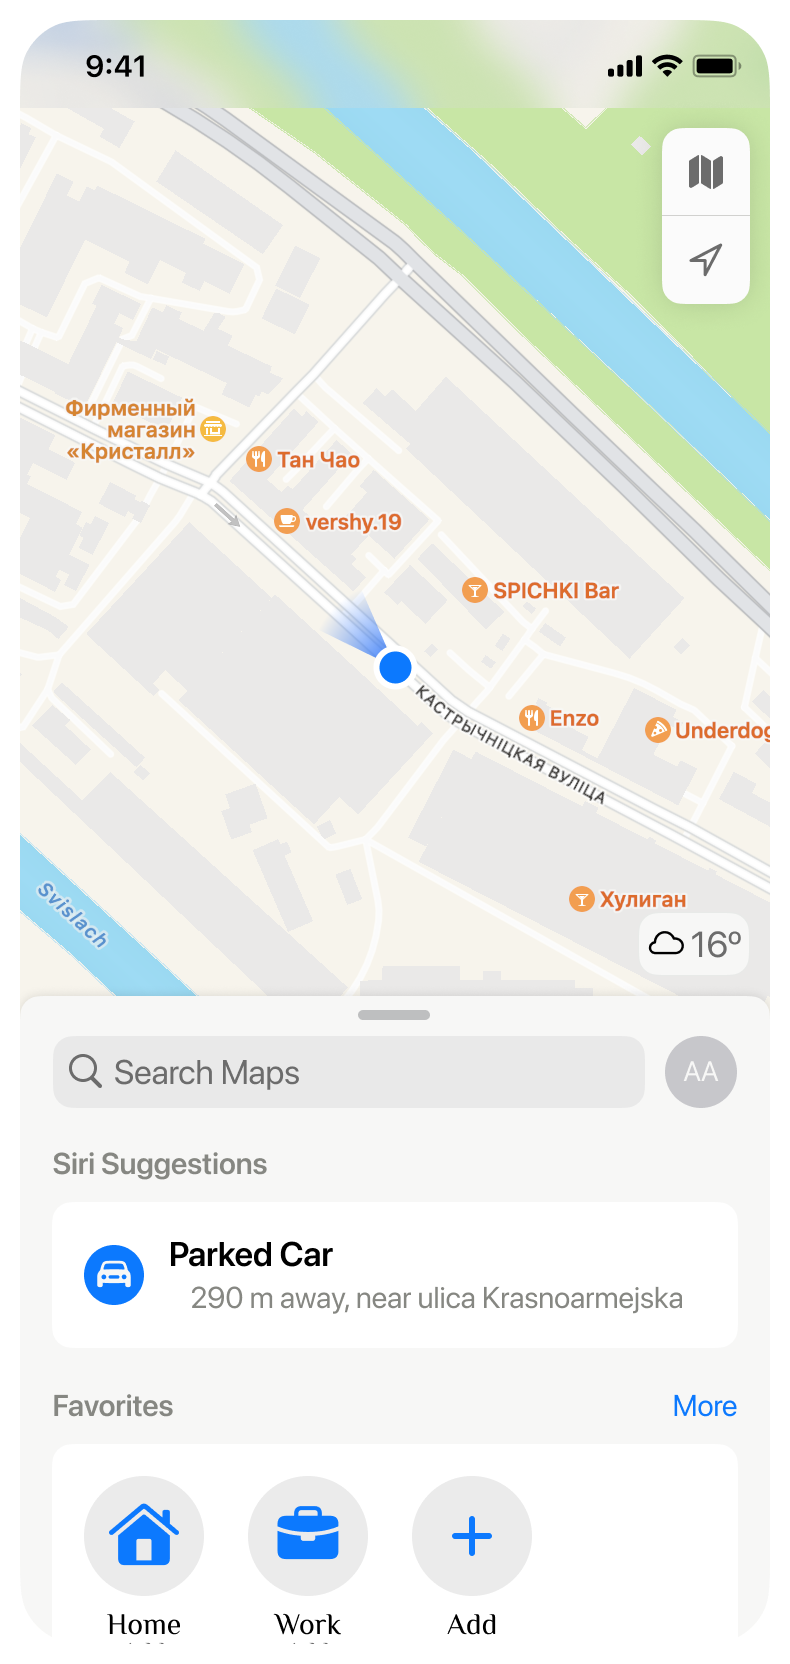 9:41
Фирменный
магазин
«Кристалл»
Тан Чао
vershy.19
SPICHKI Bar
Enzo
Underdog
КАСТРЫЧНІЦКАЯ ВУЛІЦА
Хулиган
Svislach
16º
Search Maps
AA
Siri Suggestions
Parked Car
290 m away, near ulica Krasnoarmejska
Favorites
More
Home
Work
Add